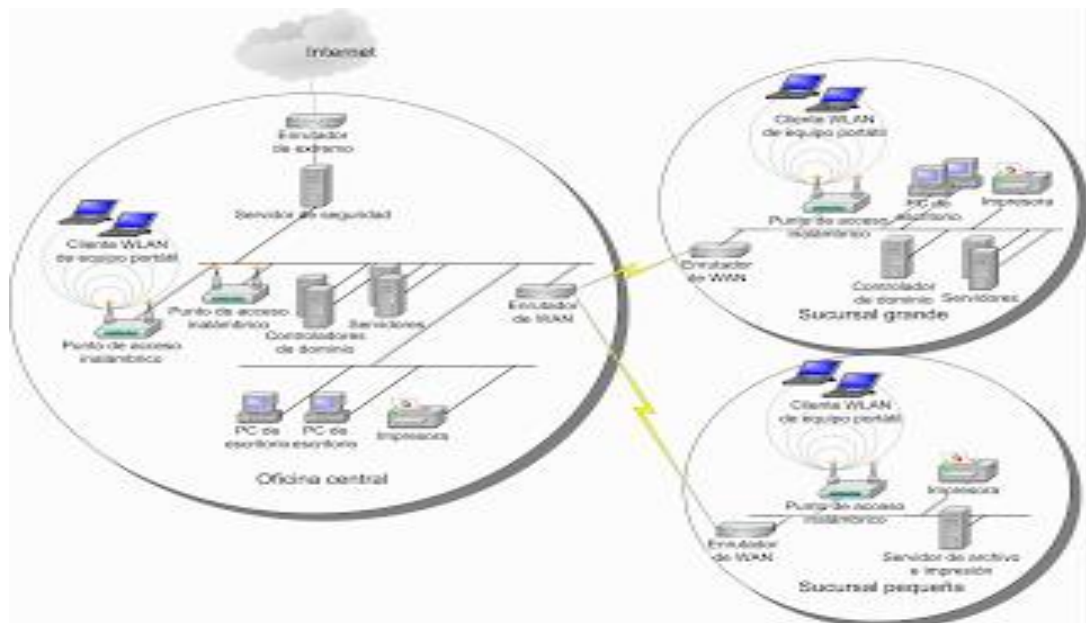 Internet
Enrutador
de extremo
Servidor de seguridad
Cliente WLAN
de equipo portátil
Punto de acceso
inalámbrico
Punto de acceso
inalámbrico
Controladores
de dominio
Servidores
Enrutador
de WAN
PC de
escritorio
PC de
escritorio
Impresora
Oficina central
Cliente WLAN
de equipo portátil
Punto de acceso
inalámbrico
PC de
escritorio
Impresora
Enrutador
de WAN
Controlador
de dominio
Servidores
Sucursal grande
Cliente WLAN
de equipo portátil
Punto de acceso
inalámbrico
Impresora
Enrutador
de WAN
Servidor de archivo
e impresión
Sucursal pequeña